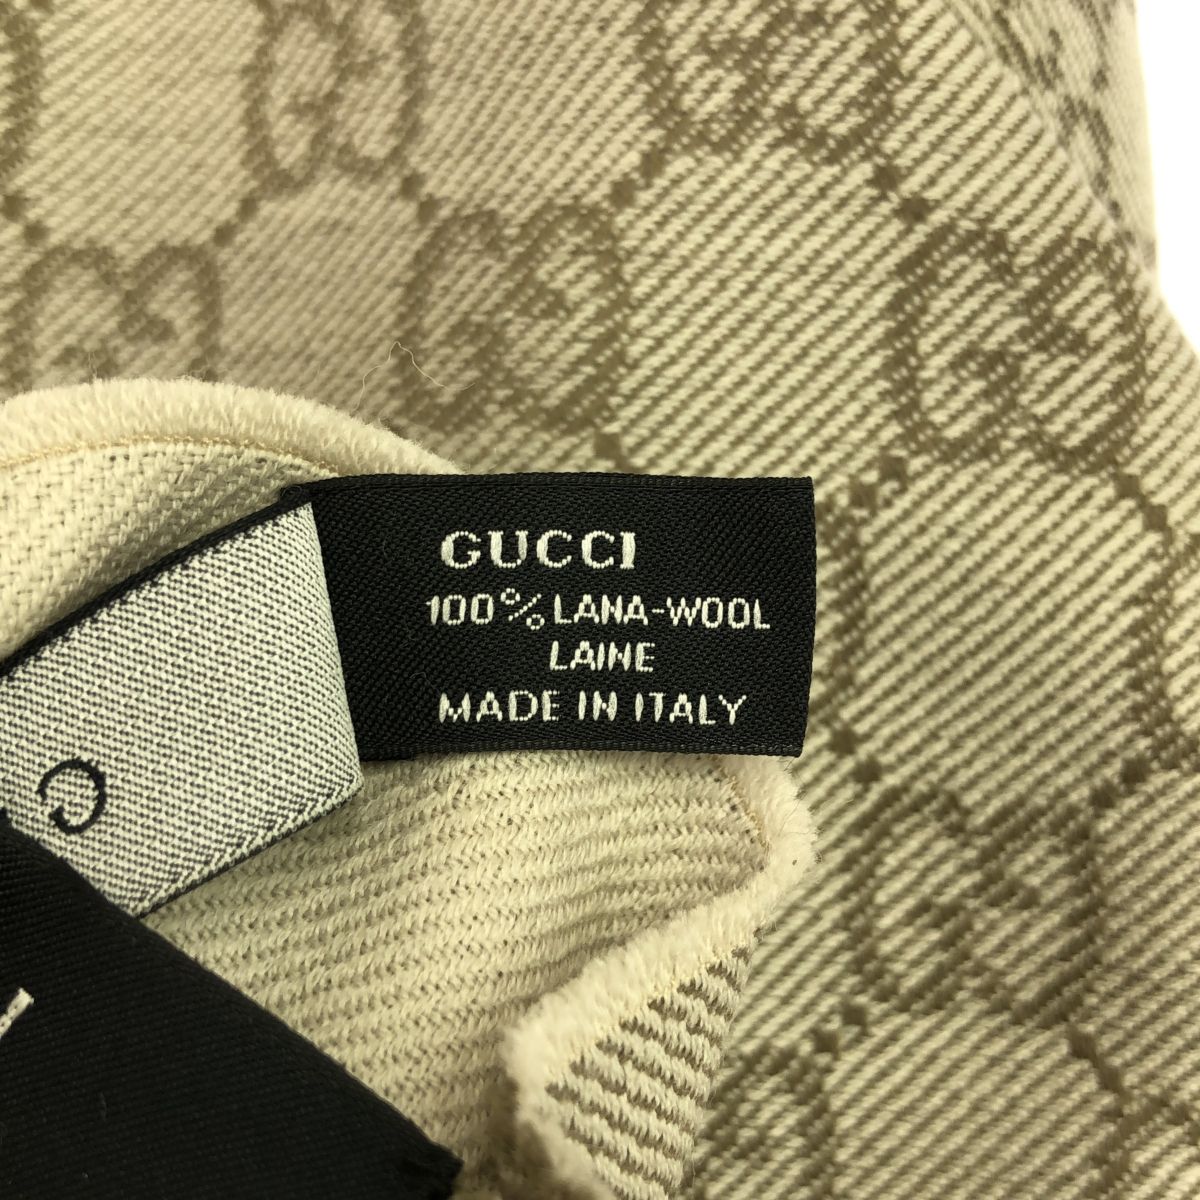 GUCCI
100% LANA-WOOL
LAINE
MADE IN ITALY